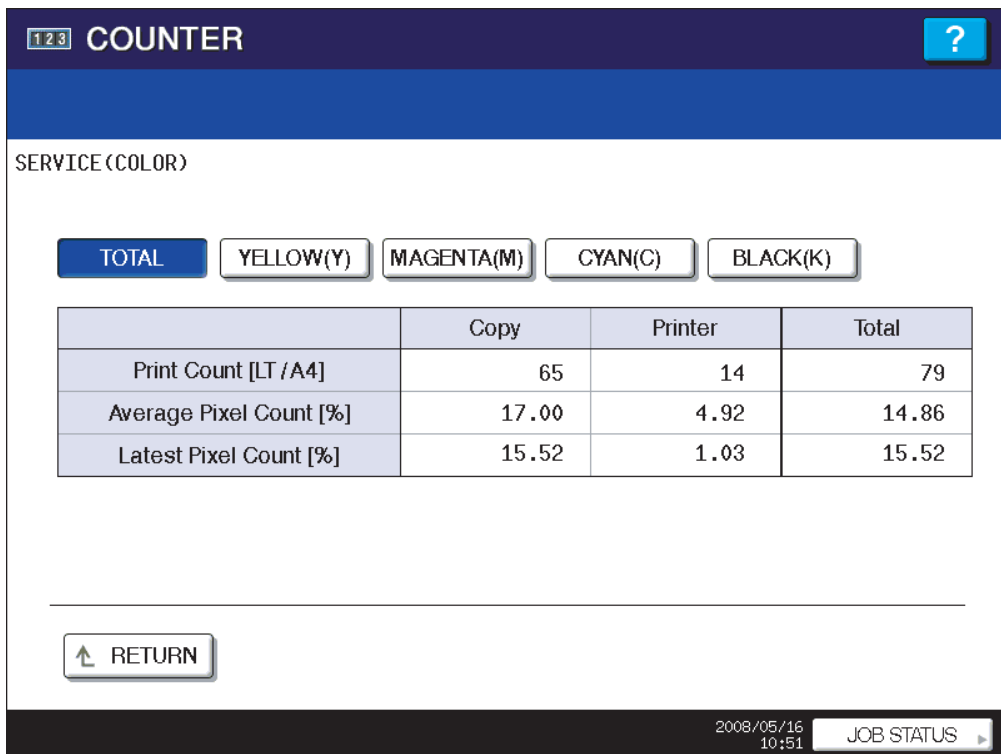 123 COUNTER ?
SERVICE(COLOR)
TOTAL YELLOW(Y) MAGENTA(M) CYAN(C) BLACK(K)
Copy Printer Total
Print Count [LT / A4] 65 14 79
Average Pixel Count [%] 17.00 4.92 14.86
Latest Pixel Count [%] 15.52 1.03 15.52
RETURN
2008/05/16
10:51 JOB STATUS